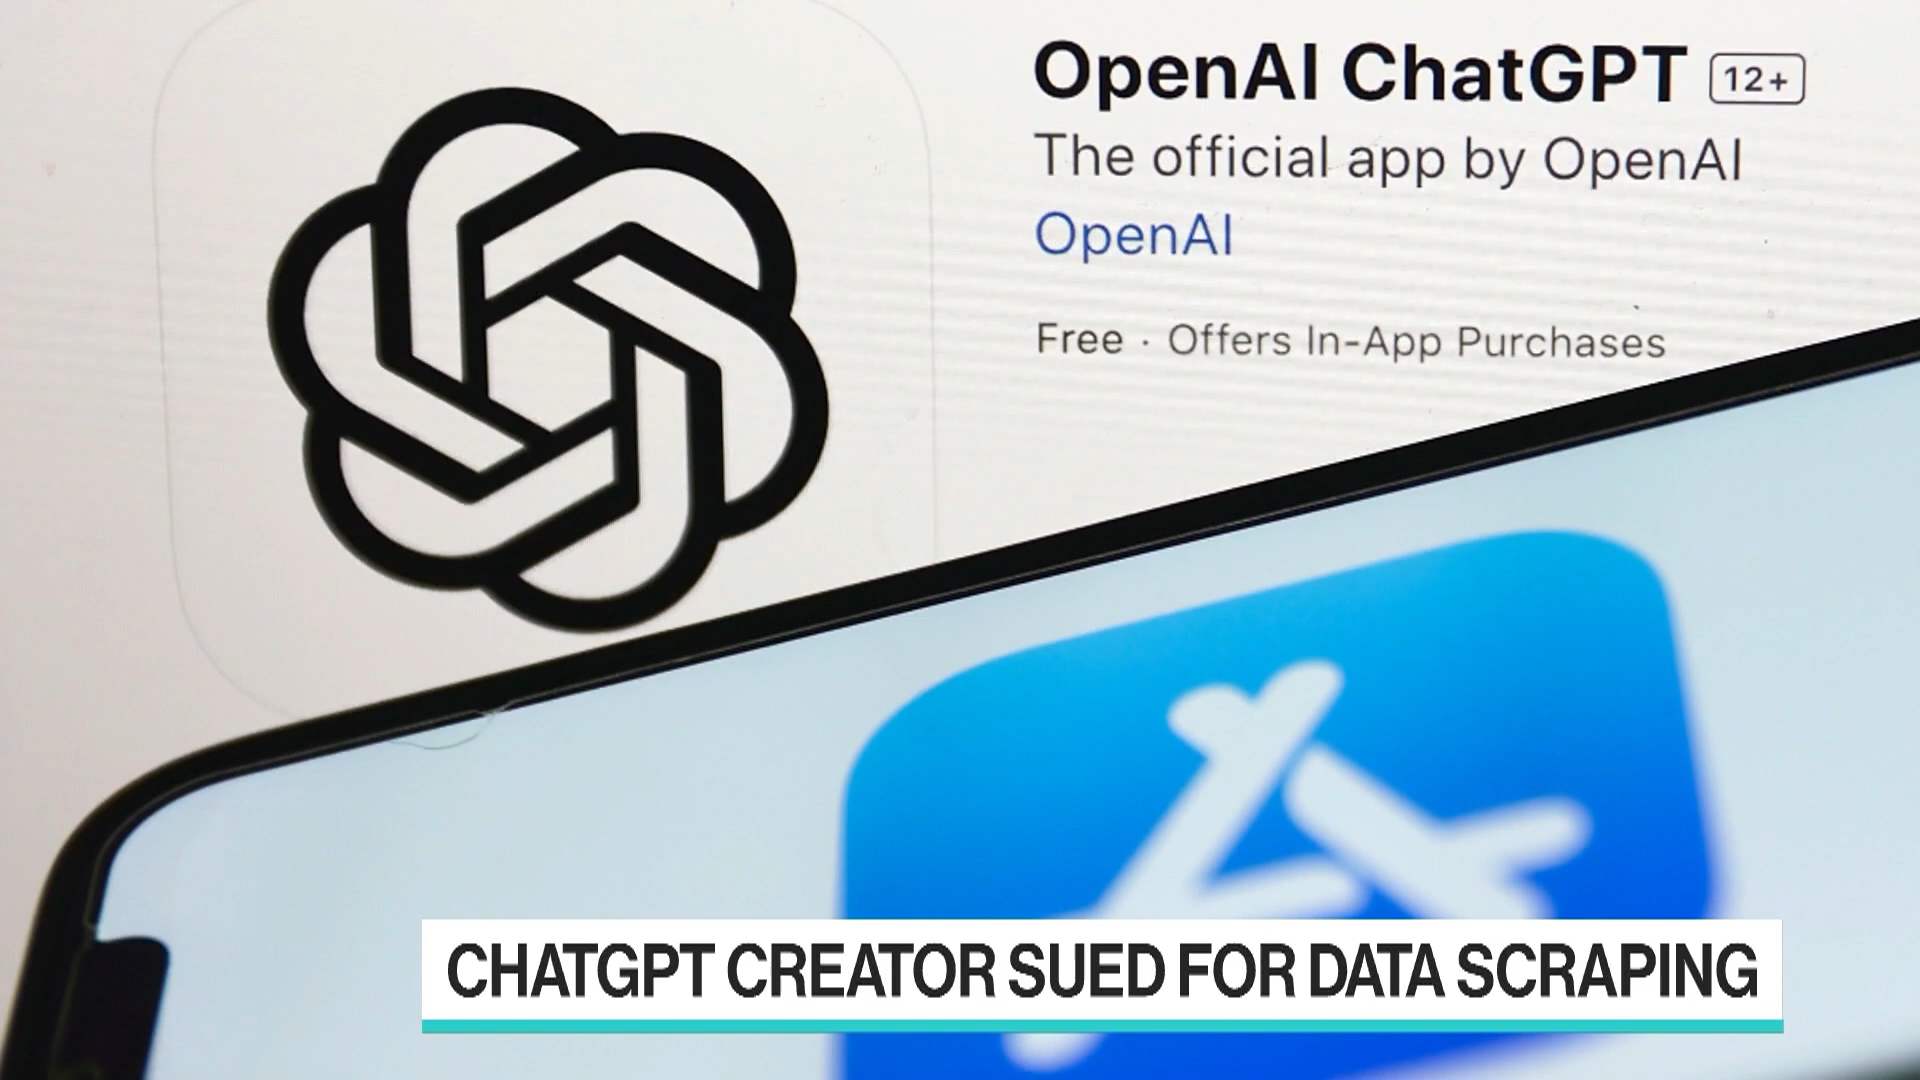 OpenAI ChatGPT 12+
The official app by OpenAI
OpenAI
Free · Offers In-App Purchases
CHATGPT CREATOR SUED FOR DATA SCRAPING